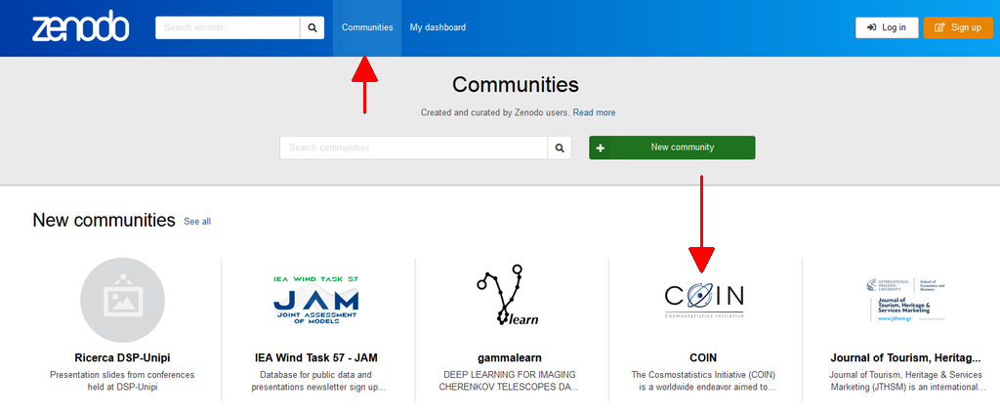 zenodo
Search records...
Communities
My dashboard
Log in
Sign up
Communities
Created and curated by Zenodo users. Read more
Search communities
New community
New communities See all
Ricerca DSP-Unipi
Presentation slides from conferences
held at DSP-Unipi
IEA WIND TASK 57
JAM
JOINT ASSESSMENT
OF MODELS
IEA Wind Task 57 - JAM
Database for public data and
presentations newsletter sign up...
learn
gammalearn
DEEP LEARNING FOR IMAGING
CHERENKOV TELESCOPES DA...
COIN
Cosmostatistics Initiative
COIN
The Cosmostatistics Initiative (COIN)
is a worldwide endeavor aimed to...
INTERNATIONAL
HELLENIC
UNIVERSITY
School of
Economics and
Business
Journal of
Tourism, Heritage &
Services Marketing
www.jthsm.gr
Journal of Tourism, Heritag...
Journal of Tourism, Heritage & Services
Marketing (JTHSM) is an international...